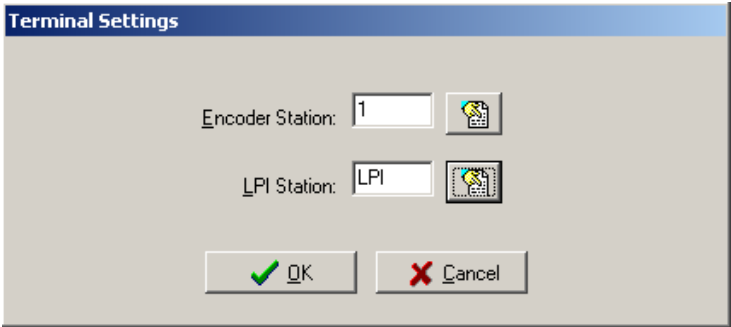 Terminal Settings
Encoder Station: 1
LPI Station: LPI
OK Cancel